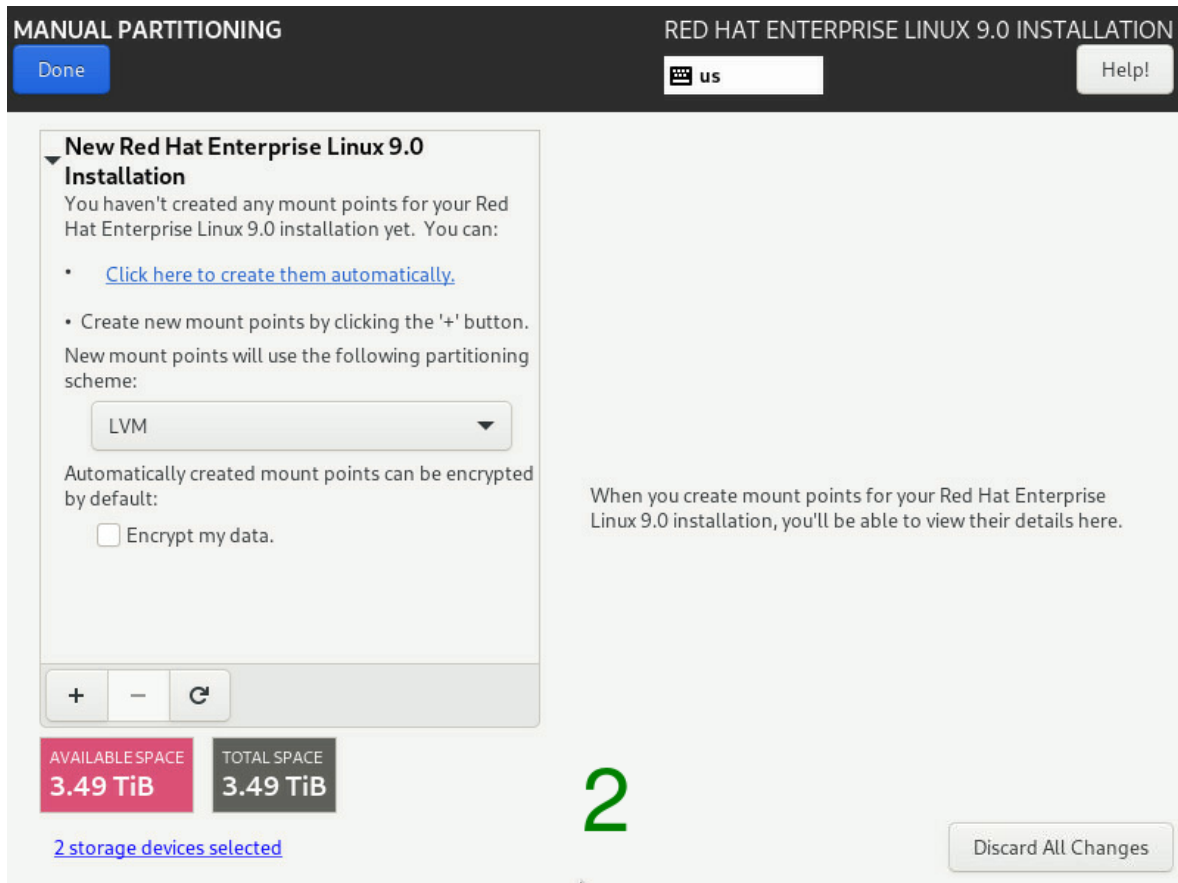 MANUAL PARTITIONING
RED HAT ENTERPRISE LINUX 9.0 INSTALLATION
Done
us
Help!
New Red Hat Enterprise Linux 9.0
Installation
You haven't created any mount points for your Red
Hat Enterprise Linux 9.0 installation yet. You can:
• Click here to create them automatically.
• Create new mount points by clicking the '+' button.
New mount points will use the following partitioning
scheme:
LVM
Automatically created mount points can be encrypted
by default:
Encrypt my data.
When you create mount points for your Red Hat Enterprise
Linux 9.0 installation, you'll be able to view their details here.
+ −
AVAILABLE SPACE
3.49 TiB
TOTAL SPACE
3.49 TiB
2
2 storage devices selected
Discard All Changes